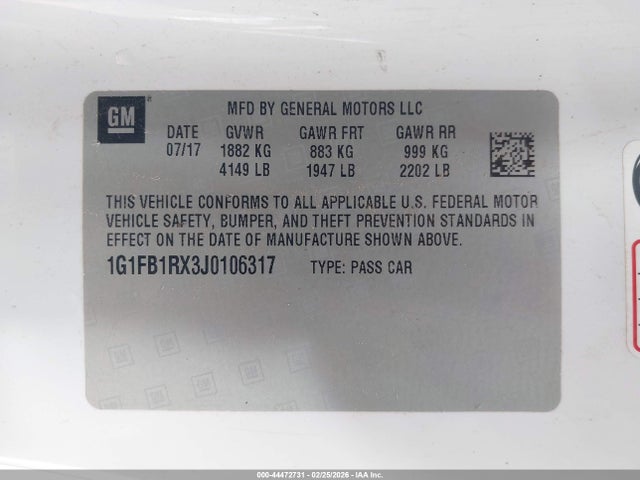 GM
MFD BY GENERAL MOTORS LLC
DATE GVWR GAWR FRT GAWR RR
07/17 1882 KG 883 KG 999 KG
4149 LB 1947 LB 2202 LB
THIS VEHICLE CONFORMS TO ALL APPLICABLE U.S. FEDERAL MOTOR
VEHICLE SAFETY, BUMPER, AND THEFT PREVENTION STANDARDS IN
EFFECT ON THE DATE OF MANUFACTURE SHOWN ABOVE.
1G1FB1RX3J0106317 TYPE: PASS CAR
000-44472731 - 02/25/2026 - IAA Inc.